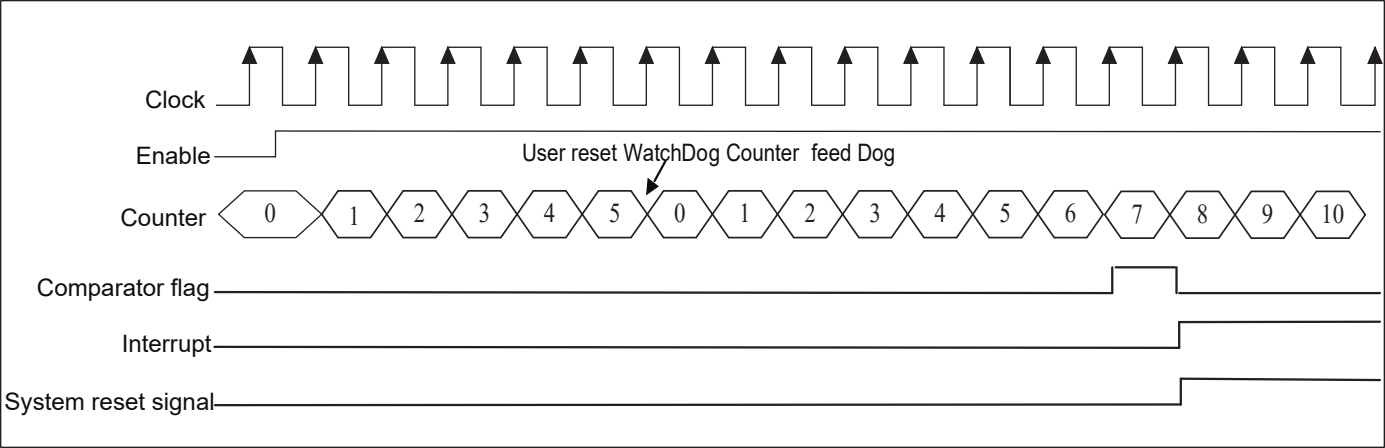 Clock
Enable
User reset WatchDog Counter feed Dog
Counter 0 1 2 3 4 5 0 1 2 3 4 5 6 7 8 9 10
Comparator flag
Interrupt
System reset signal